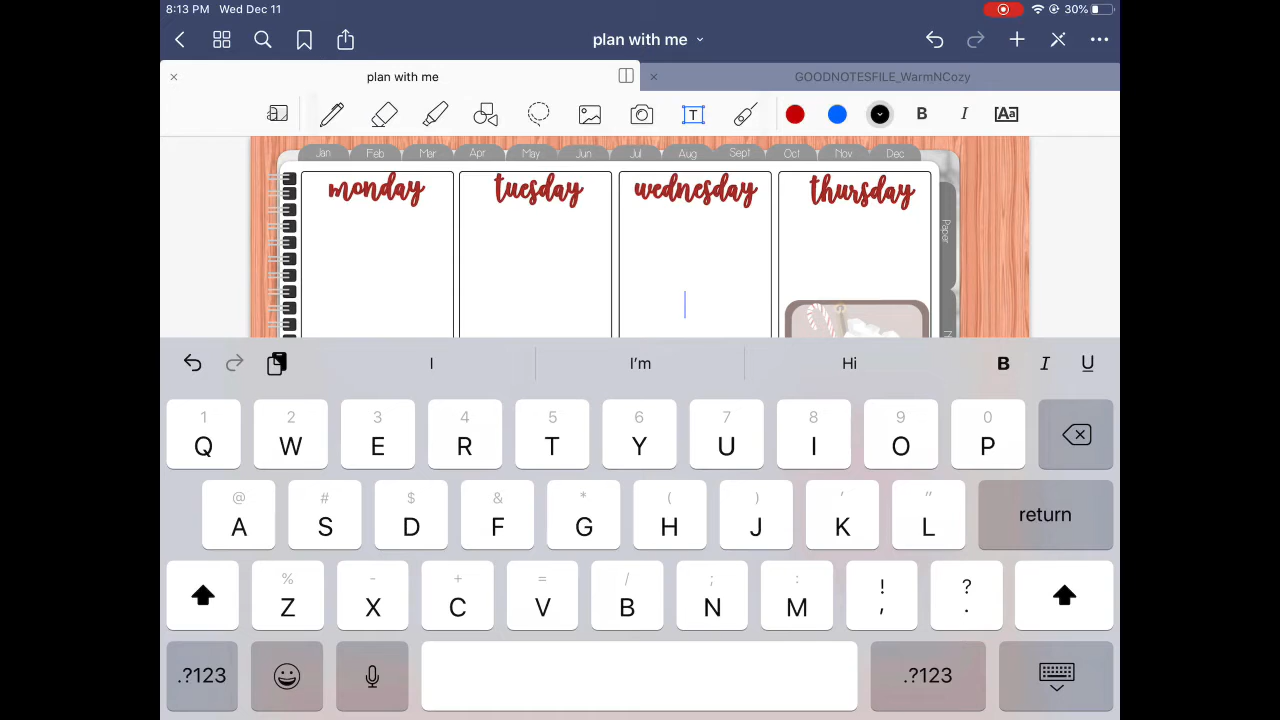 8:13 PM Wed Dec 11 30%
plan with me
plan with me GOODNOTESFILE_WarmNCozy
T B I Aa
Jan Feb Mar Apr May Jun Jul Aug Sept Oct Nov Dec
monday tuesday wednesday thursday
Paper
I I'm Hi B I U
1 2 3 4 5 6 7 8 9 0
Q W E R T Y U I O P
@ # $ & * ( ) ' "
A S D F G H J K L return
% - + = / ; : ! ?
Z X C V B N M , .
.?123 .?123